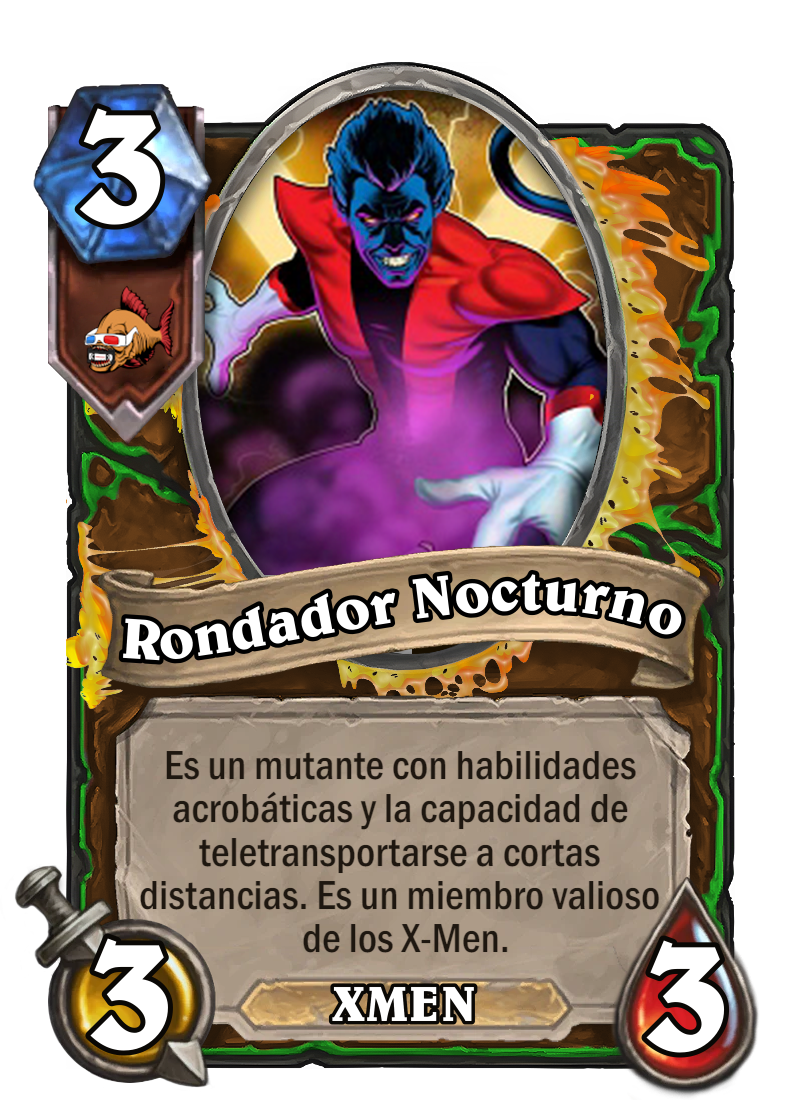 3
Rondador Nocturno
Es un mutante con habilidades
acrobáticas y la capacidad de
teletransportarse a cortas
distancias. Es un miembro valioso
de los X-Men.
3
XMEN
3